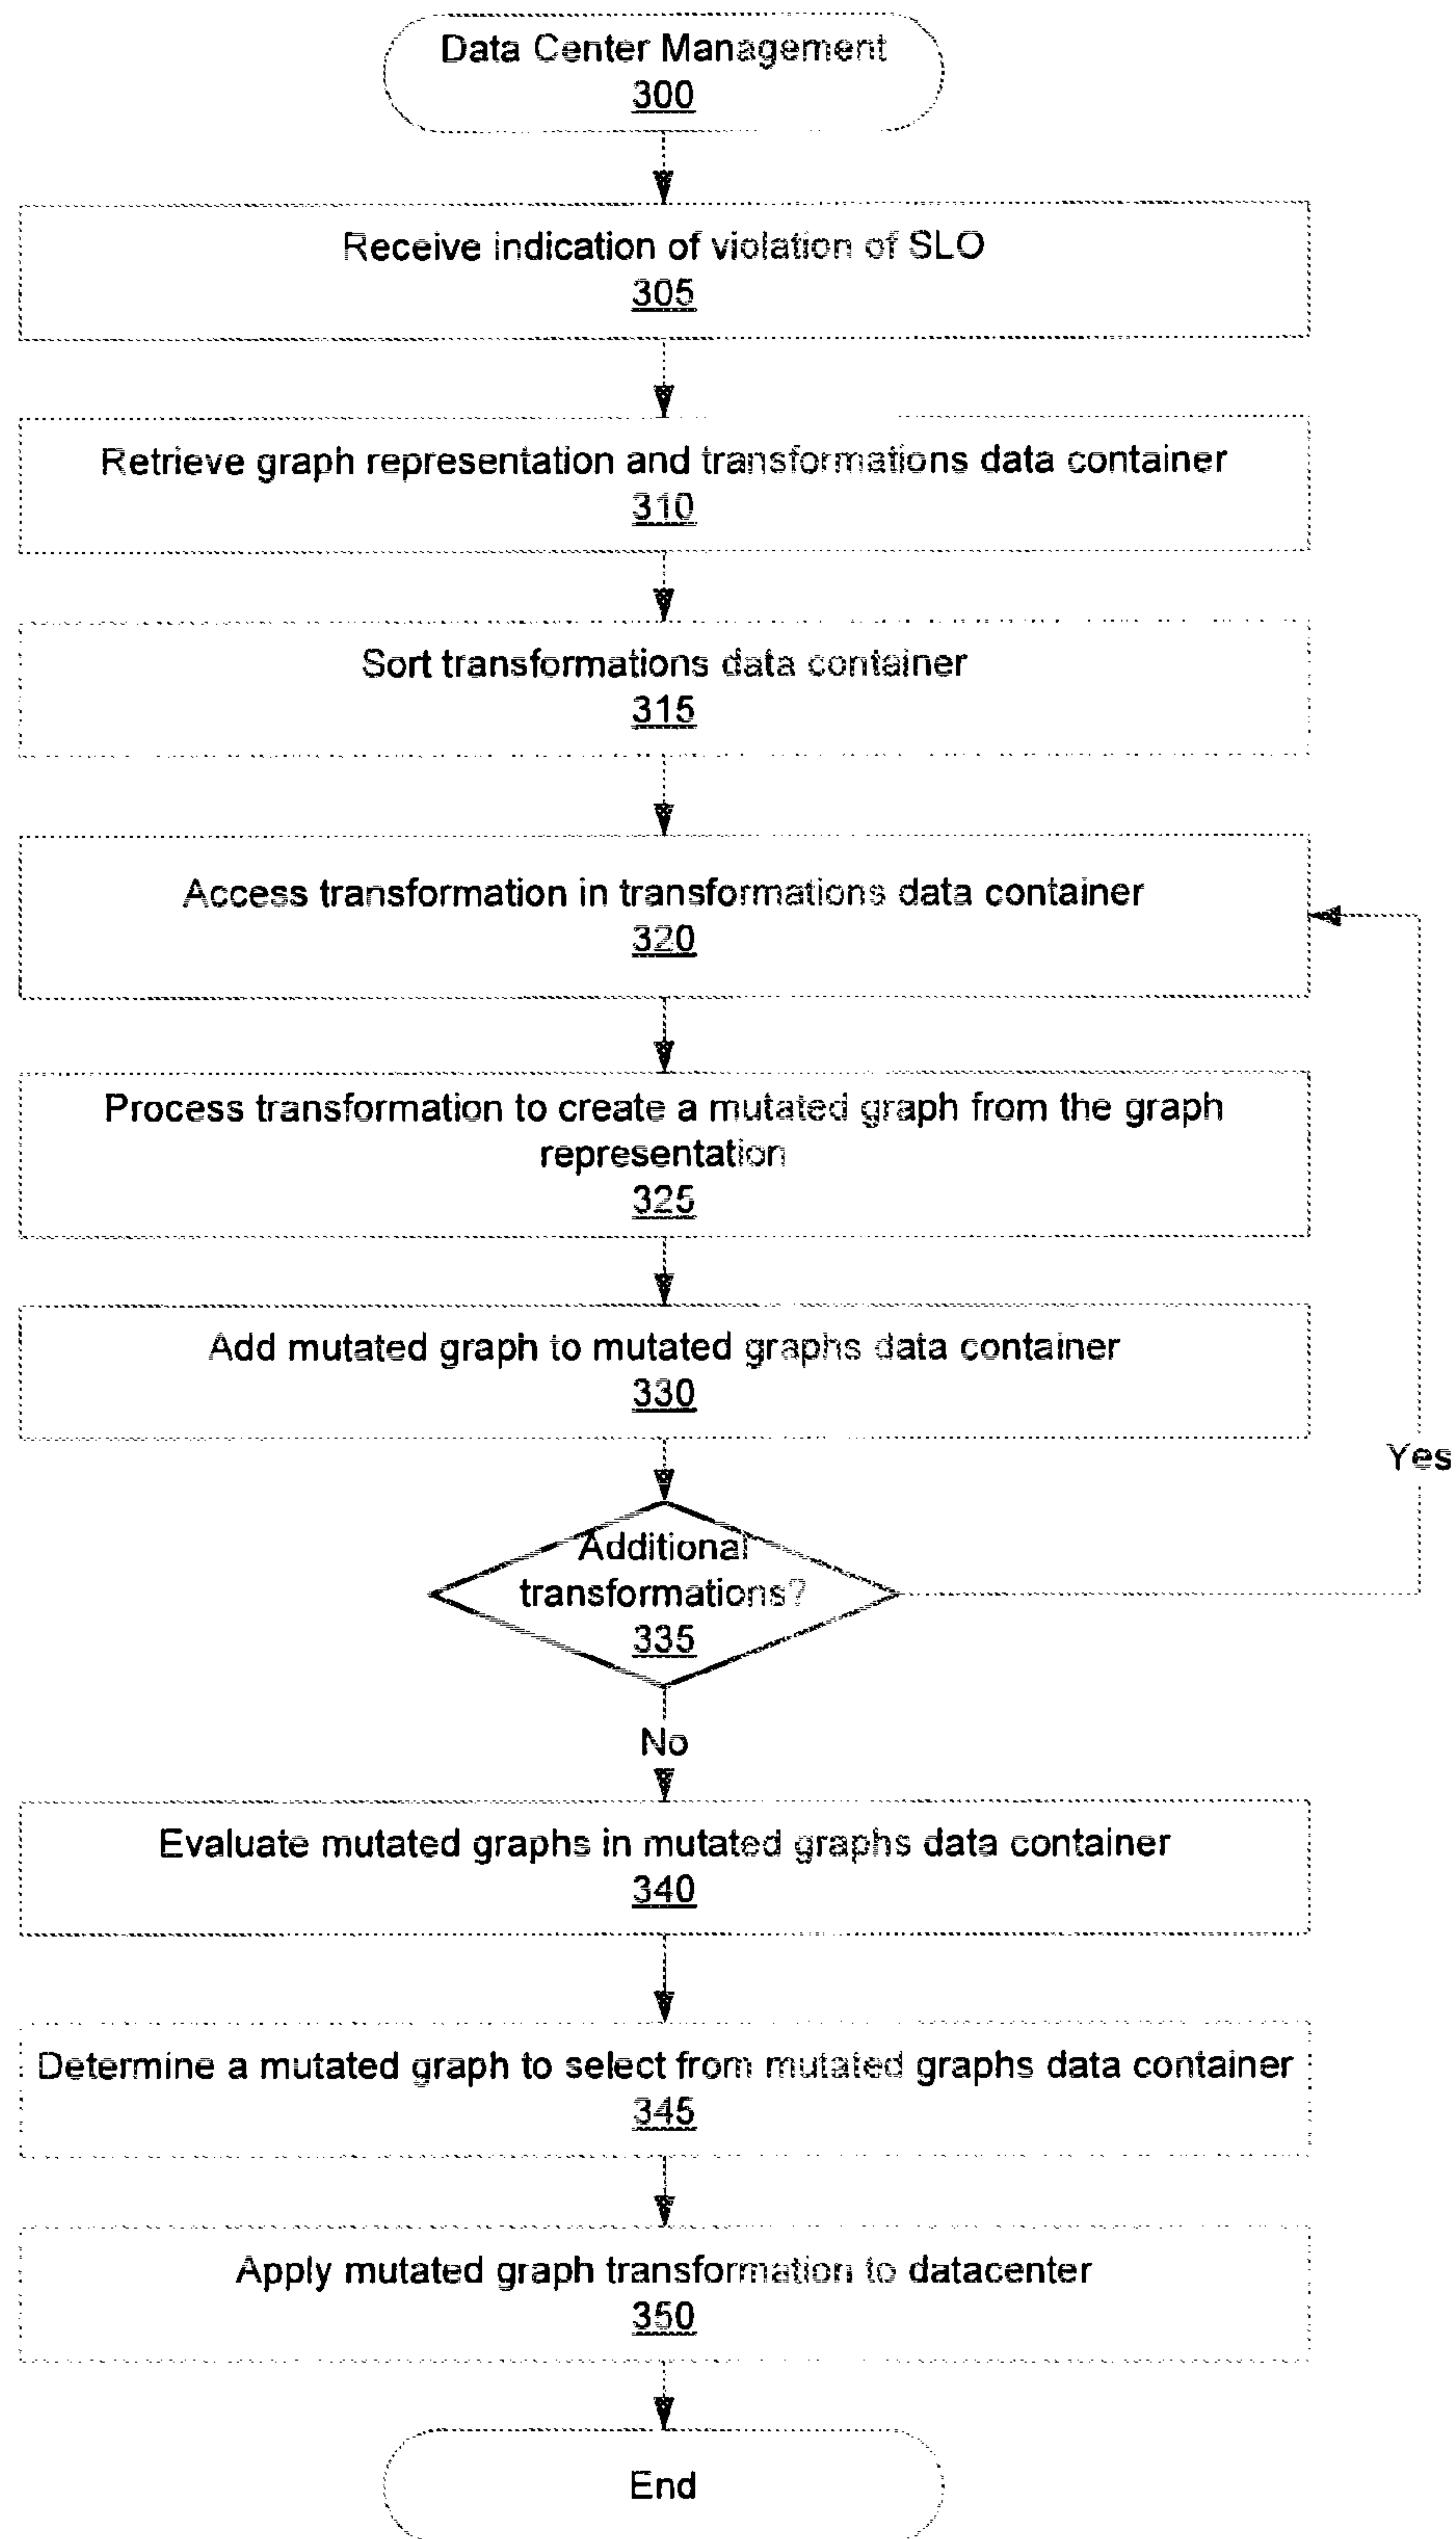 Data Center Management
300
Receive indication of violation of SLO
305
Retrieve graph representation and transformations data container
310
Sort transformations data container
315
Access transformation in transformations data container
320
Process transformation to create a mutated graph from the graph
representation
325
Add mutated graph to mutated graphs data container
330
Yes
Additional
transformations?
335
No
Evaluate mutated graphs in mutated graphs data container
340
Determine a mutated graph to select from mutated graphs data container
345
Apply mutated graph transformation to datacenter
350
End